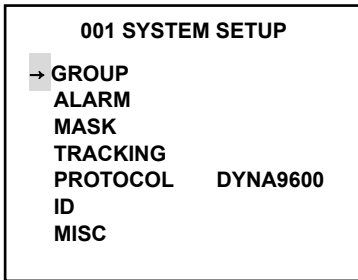 001 SYSTEM SETUP
→ GROUP
ALARM
MASK
TRACKING
PROTOCOL DYNA9600
ID
MISC